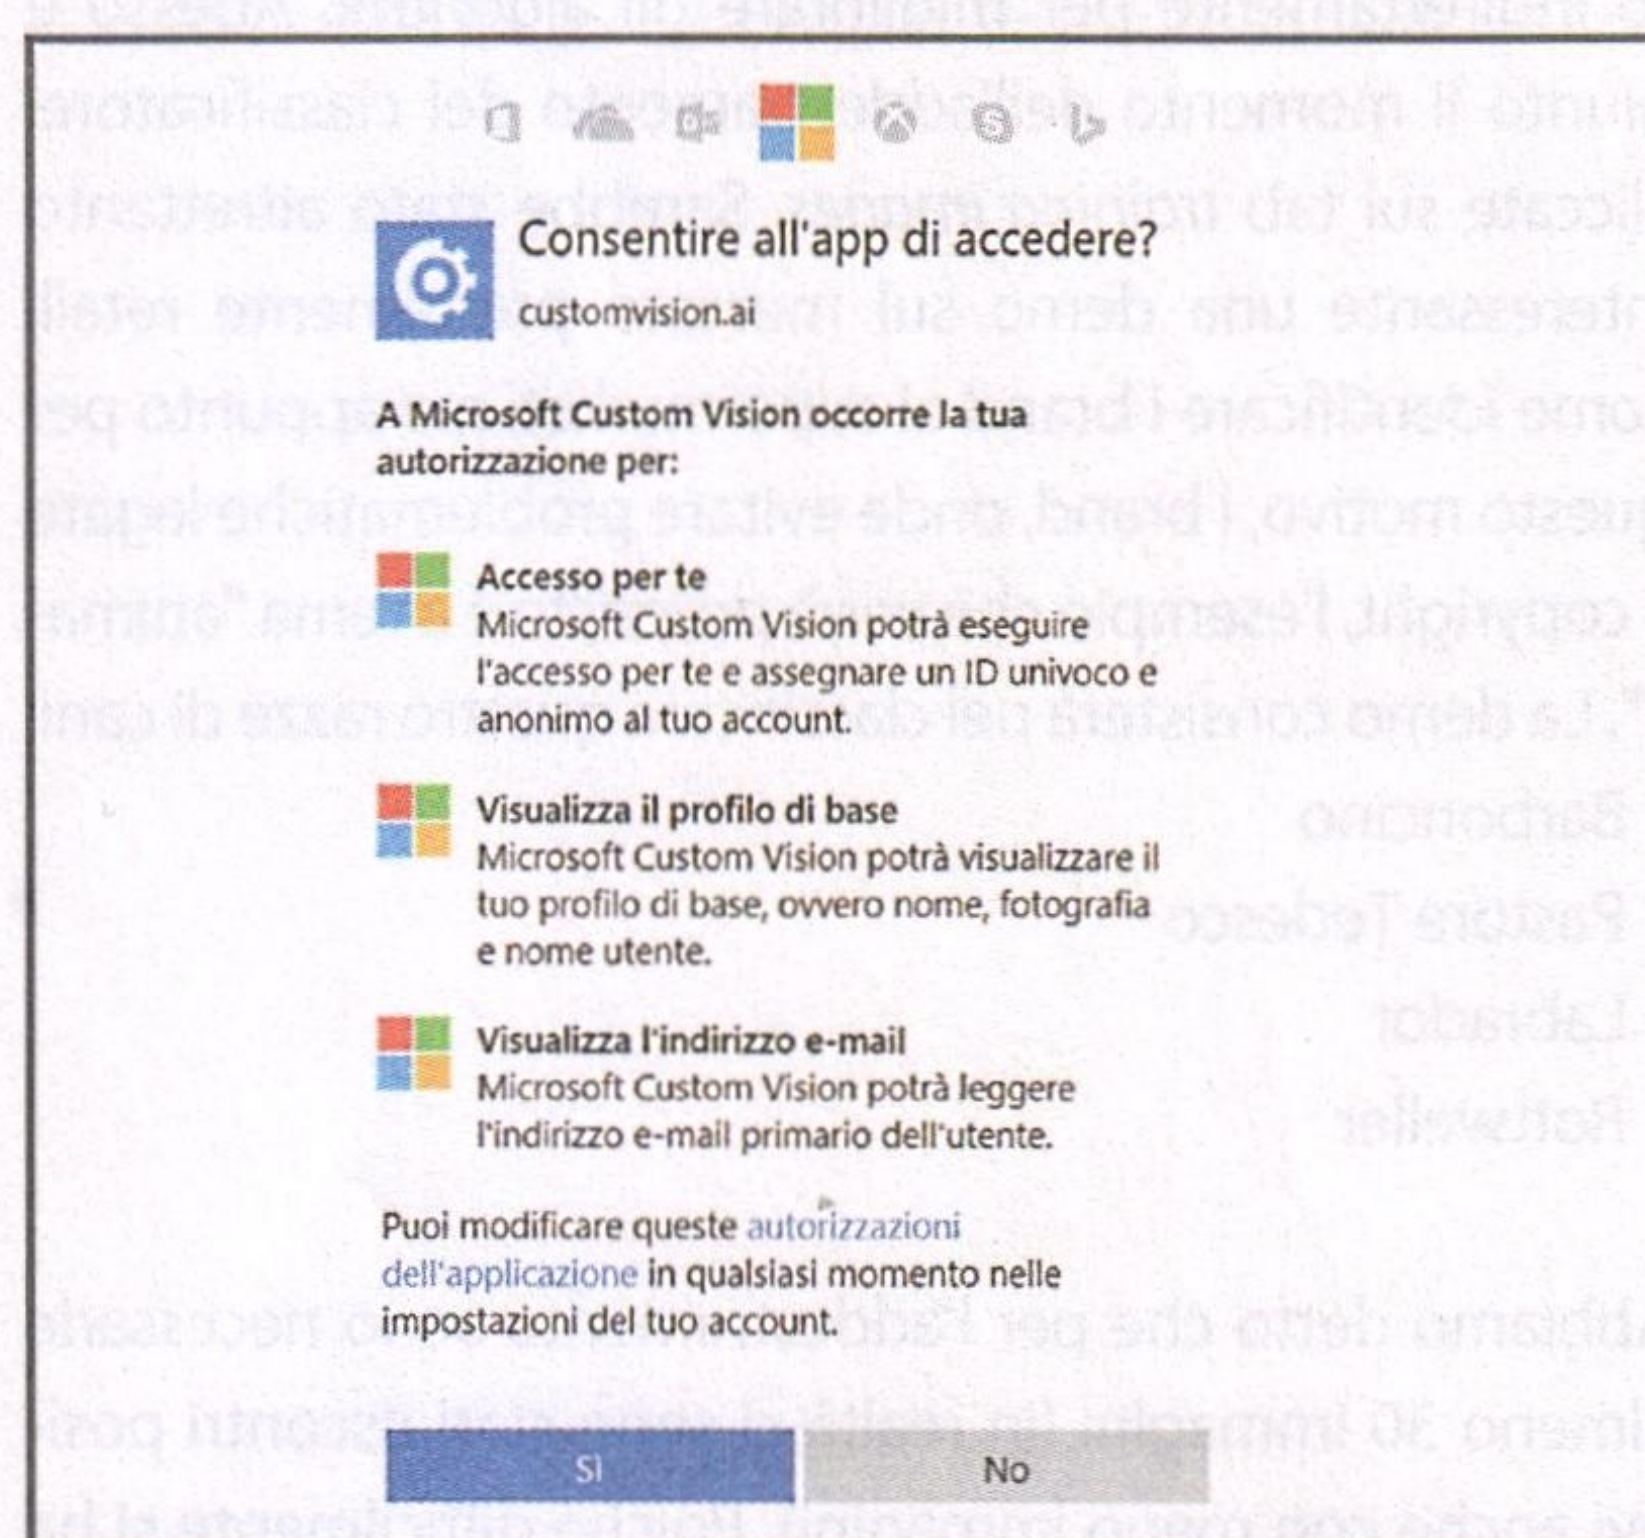 Consentire all'app di accedere?
customvision.ai
A Microsoft Custom Vision occorre la tua
autorizzazione per:
Accesso per te
Microsoft Custom Vision potrà eseguire
l'accesso per te e assegnare un ID univoco e
anonimo al tuo account.
Visualizza il profilo di base
Microsoft Custom Vision potrà visualizzare il
tuo profilo di base, ovvero nome, fotografia
e nome utente.
Visualizza l'indirizzo e-mail
Microsoft Custom Vision potrà leggere
l'indirizzo e-mail primario dell'utente.
Puoi modificare queste autorizzazioni
dell'applicazione in qualsiasi momento nelle
impostazioni del tuo account.
Sì
No